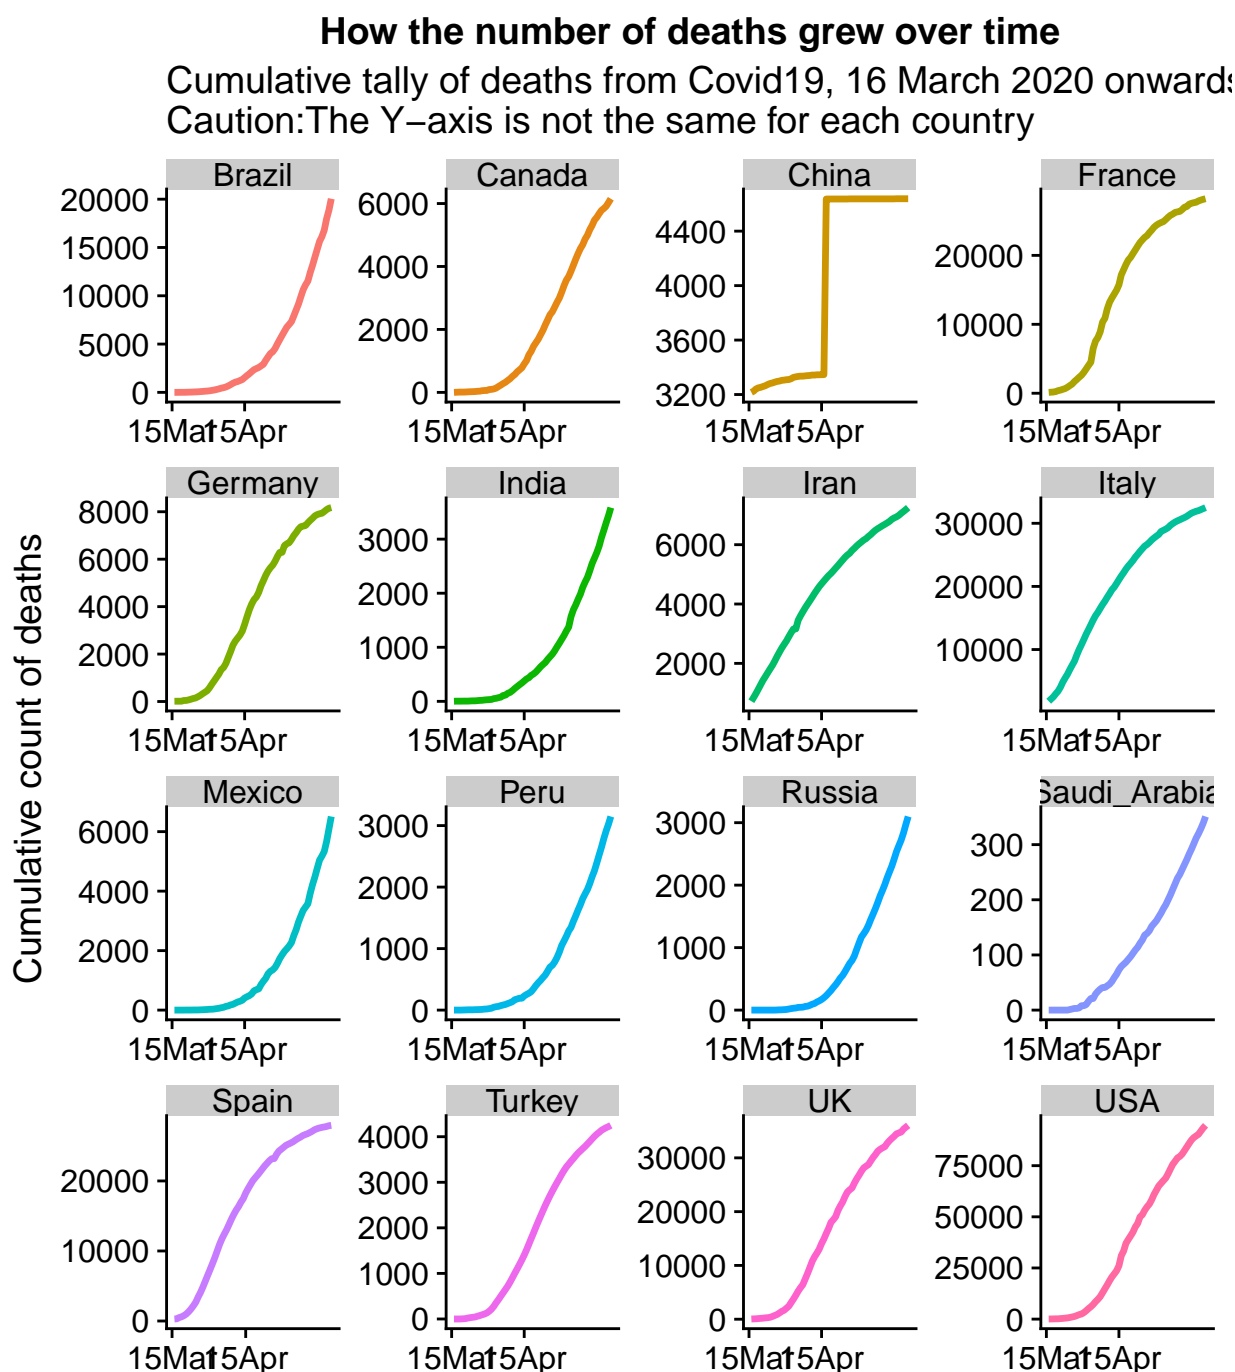 How the number of deaths grew over time
Cumulative tally of deaths from Covid19, 16 March 2020 onwards
Caution:The Y−axis is not the same for each country
Cumulative count of deaths
Brazil
20000
15000
10000
5000
0
15Mar 15Apr
Canada
6000
4000
2000
0
15Mar 15Apr
China
4400
4000
3600
3200
15Mar 15Apr
France
20000
10000
0
15Mar 15Apr
Germany
8000
6000
4000
2000
0
15Mar 15Apr
India
3000
2000
1000
0
15Mar 15Apr
Iran
6000
4000
2000
15Mar 15Apr
Italy
30000
20000
10000
15Mar 15Apr
Mexico
6000
4000
2000
0
15Mar 15Apr
Peru
3000
2000
1000
0
15Mar 15Apr
Russia
3000
2000
1000
0
15Mar 15Apr
Saudi_Arabia
300
200
100
0
15Mar 15Apr
Spain
20000
10000
0
15Mar 15Apr
Turkey
4000
3000
2000
1000
0
15Mar 15Apr
UK
30000
20000
10000
0
15Mar 15Apr
USA
75000
50000
25000
0
15Mar 15Apr